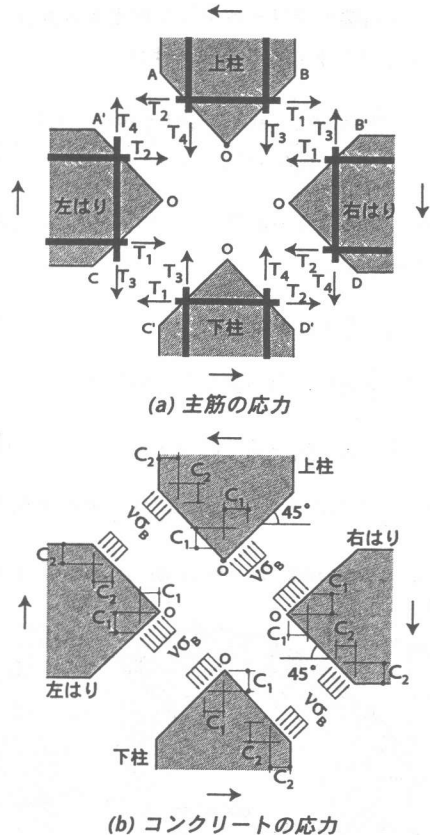 A
上柱
B
T₂
T₁
T₄
T₃
O
A'
T₄
T₂
左はり
T₁
C
T₃
O
B'
T₃
T₁
右はり
T₂
T₄
D
O
O
T₃
T₄
T₁
T₂
C'
下柱
D'
(a) 主筋の応力
C₂
上柱
C₂
C₁
νσB
C₁
45°
O
νσB
右はり
C₂
C₂
C₁
C₁
O
νσB
左はり
C₁
O
C₁
C₂
45°
C₂
νσB
O
C₁
C₁
下柱
C₂
C₂
(b) コンクリートの応力